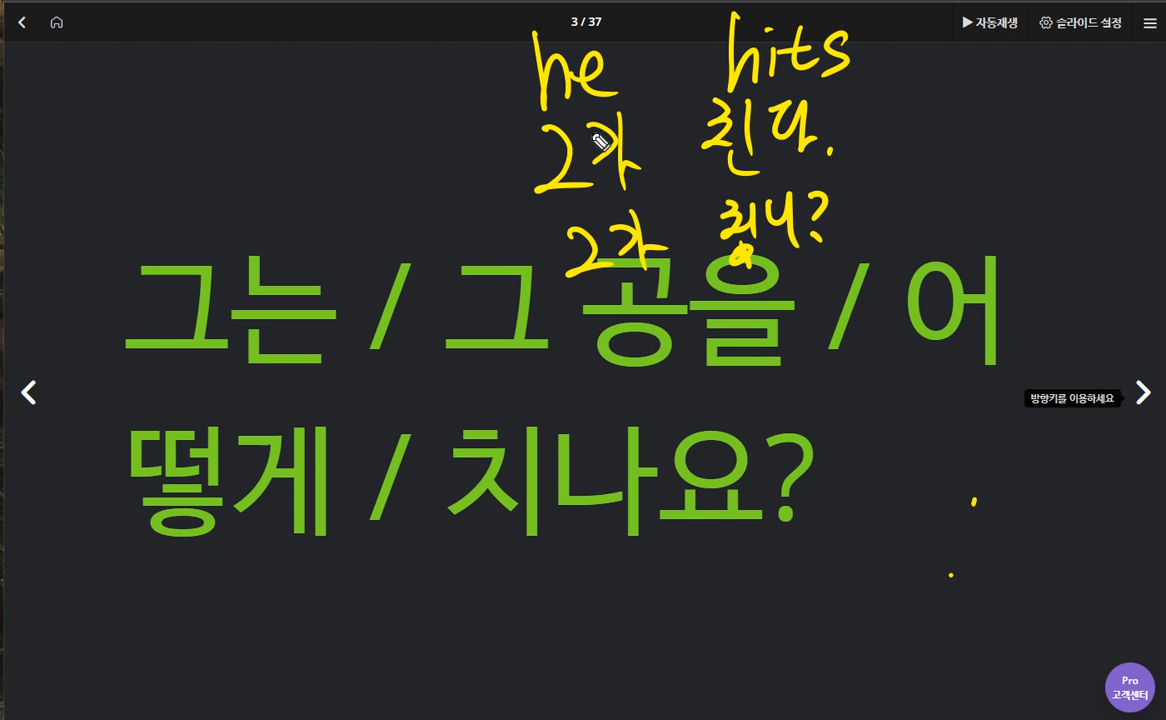 3 / 37
자동재생
슬라이드 설정
he hits
그가 친다.
그가 치니?
그는 / 그 공을 / 어
떻게 / 치나요?
방향키를 이용하세요
Pro
고객센터